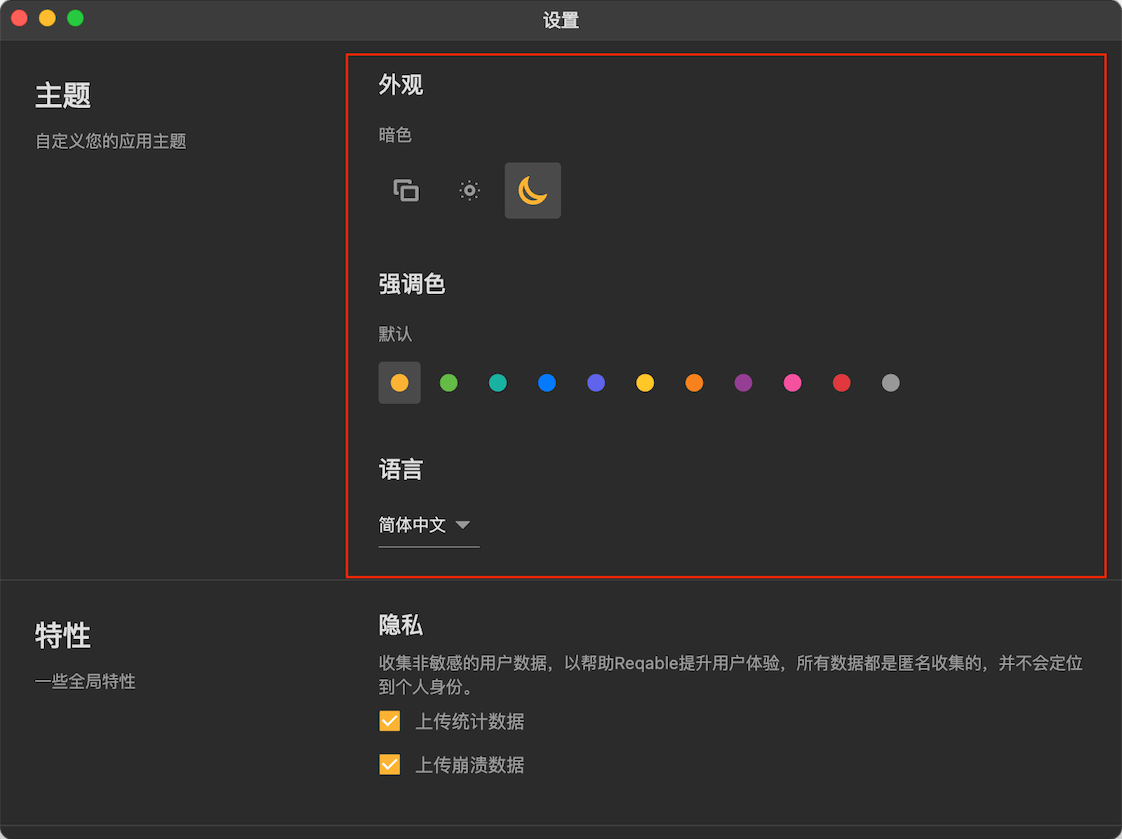 设置
主题
自定义您的应用主题
外观
暗色
强调色
默认
语言
简体中文
特性
一些全局特性
隐私
收集非敏感的用户数据，以帮助Reqable提升用户体验，所有数据都是匿名收集的，并不会定位
到个人身份。
上传统计数据
上传崩溃数据